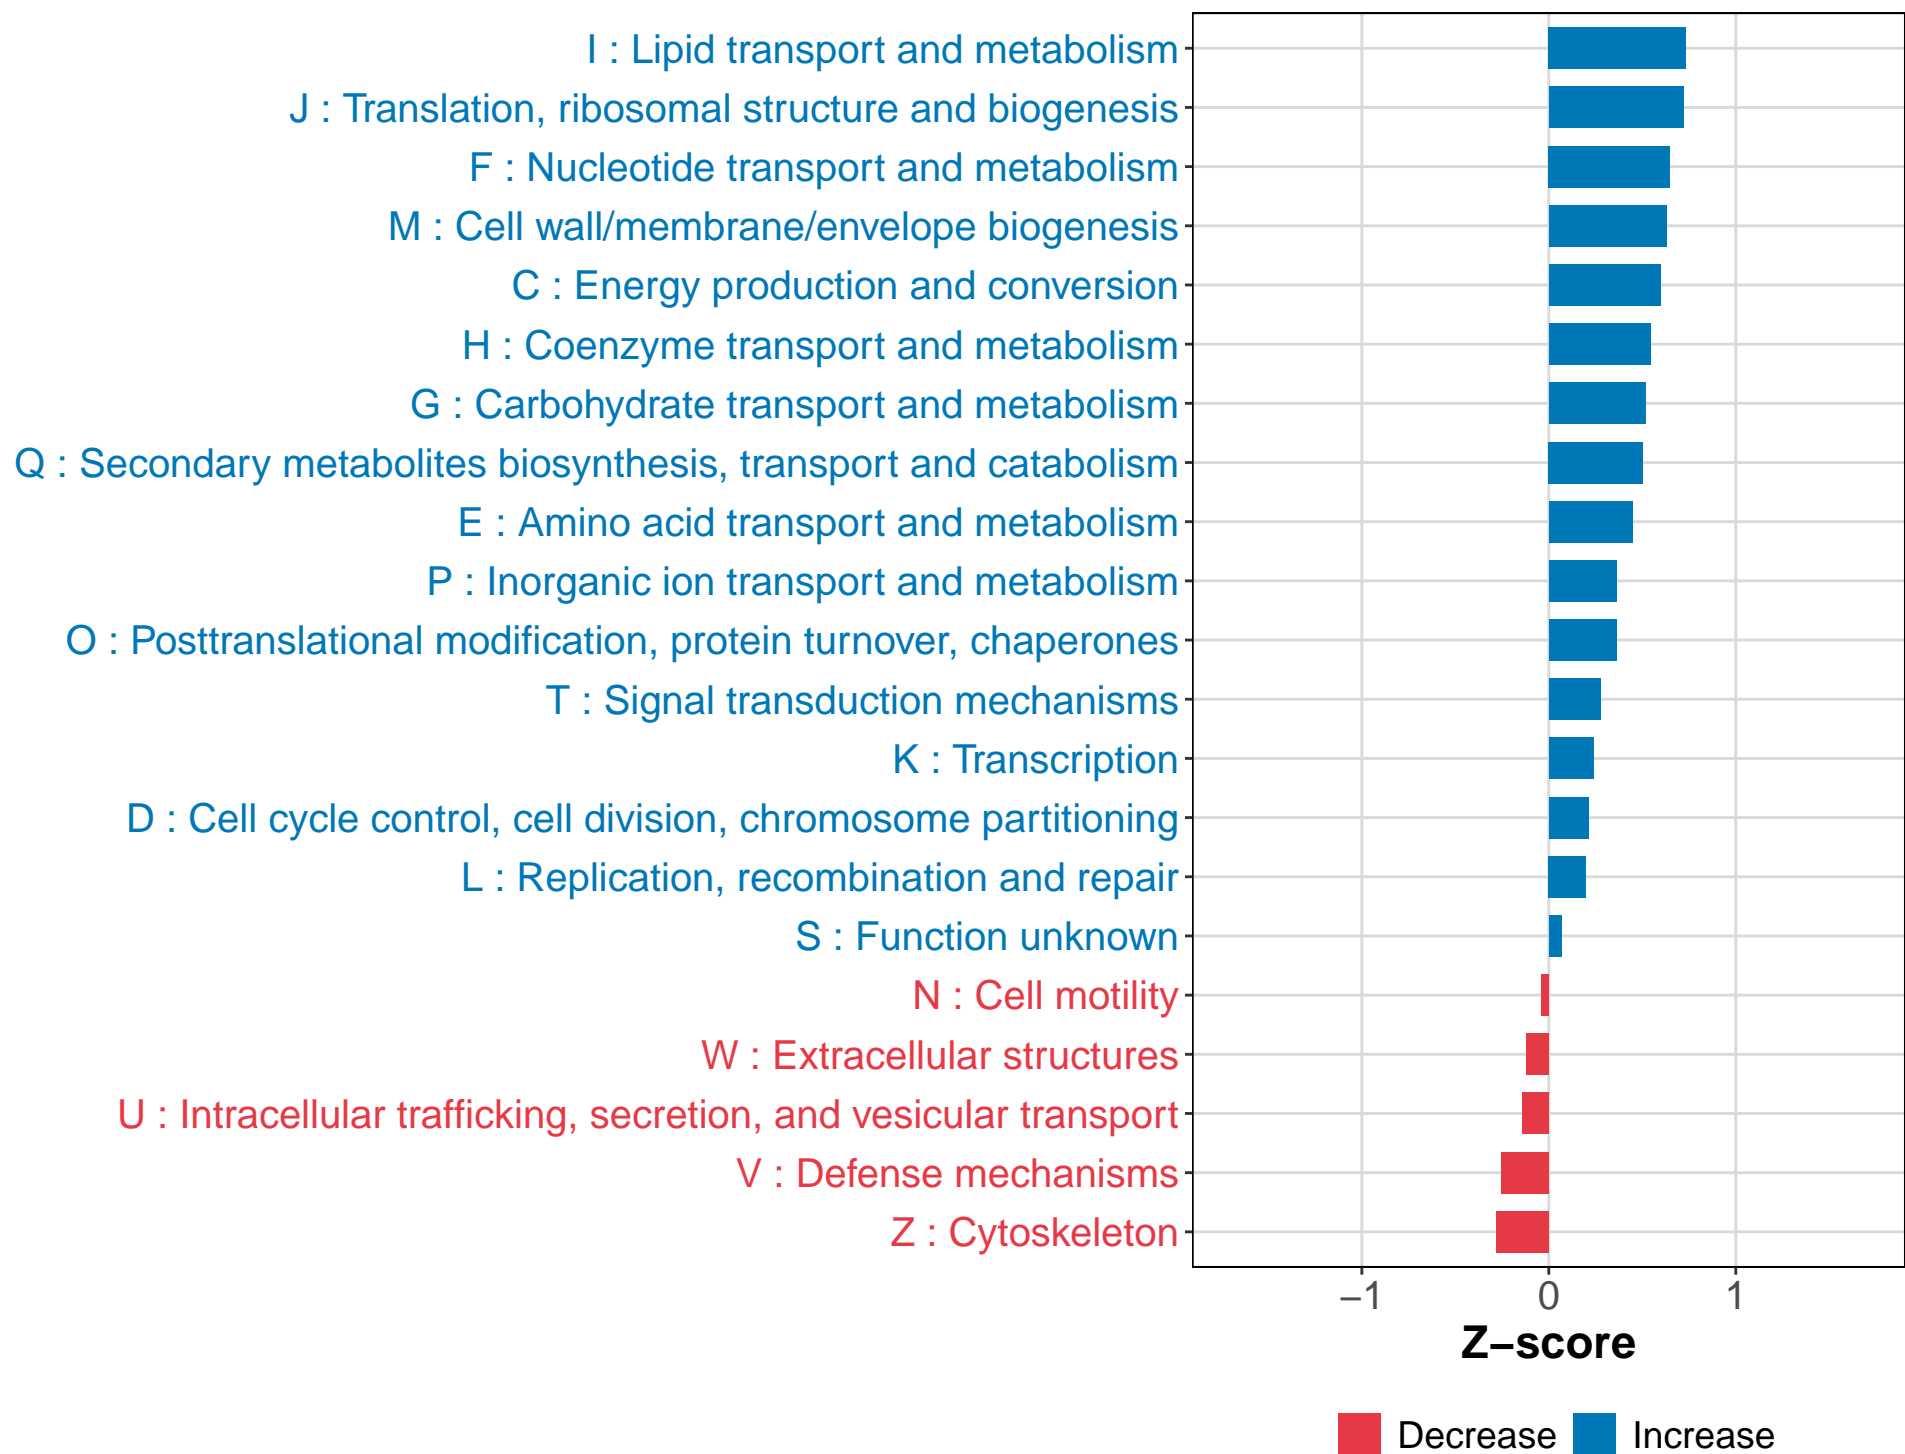 I : Lipid transport and metabolism
J : Translation, ribosomal structure and biogenesis
F : Nucleotide transport and metabolism
M : Cell wall/membrane/envelope biogenesis
C : Energy production and conversion
H : Coenzyme transport and metabolism
G : Carbohydrate transport and metabolism
Q : Secondary metabolites biosynthesis, transport and catabolism
E : Amino acid transport and metabolism
P : Inorganic ion transport and metabolism
O : Posttranslational modification, protein turnover, chaperones
T : Signal transduction mechanisms
K : Transcription
D : Cell cycle control, cell division, chromosome partitioning
L : Replication, recombination and repair
S : Function unknown
N : Cell motility
W : Extracellular structures
U : Intracellular trafficking, secretion, and vesicular transport
V : Defense mechanisms
Z : Cytoskeleton
−1 0 1
Z−score
Decrease Increase